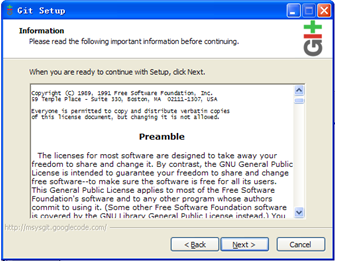 Git Setup
Information
Please read the following important information before continuing.
git
When you are ready to continue with Setup, click Next.
Copyright (C) 1989, 1991 Free Software Foundation, Inc.
59 Temple Place - Suite 330, Boston, MA 02111-1307, USA
Everyone is permitted to copy and distribute verbatim copies
of this license document, but changing it is not allowed.
Preamble
The licenses for most software are designed to take away your
freedom to share and change it. By contrast, the GNU General Public
License is intended to guarantee your freedom to share and change
free software--to make sure the software is free for all its users.
This General Public License applies to most of the Free Software
Foundation's software and to any other program whose authors
commit to using it. (Some other Free Software Foundation software
is covered by the GNU Library General Public License instead.) You
http://msysgit.googlecode.com/
< Back
Next >
Cancel